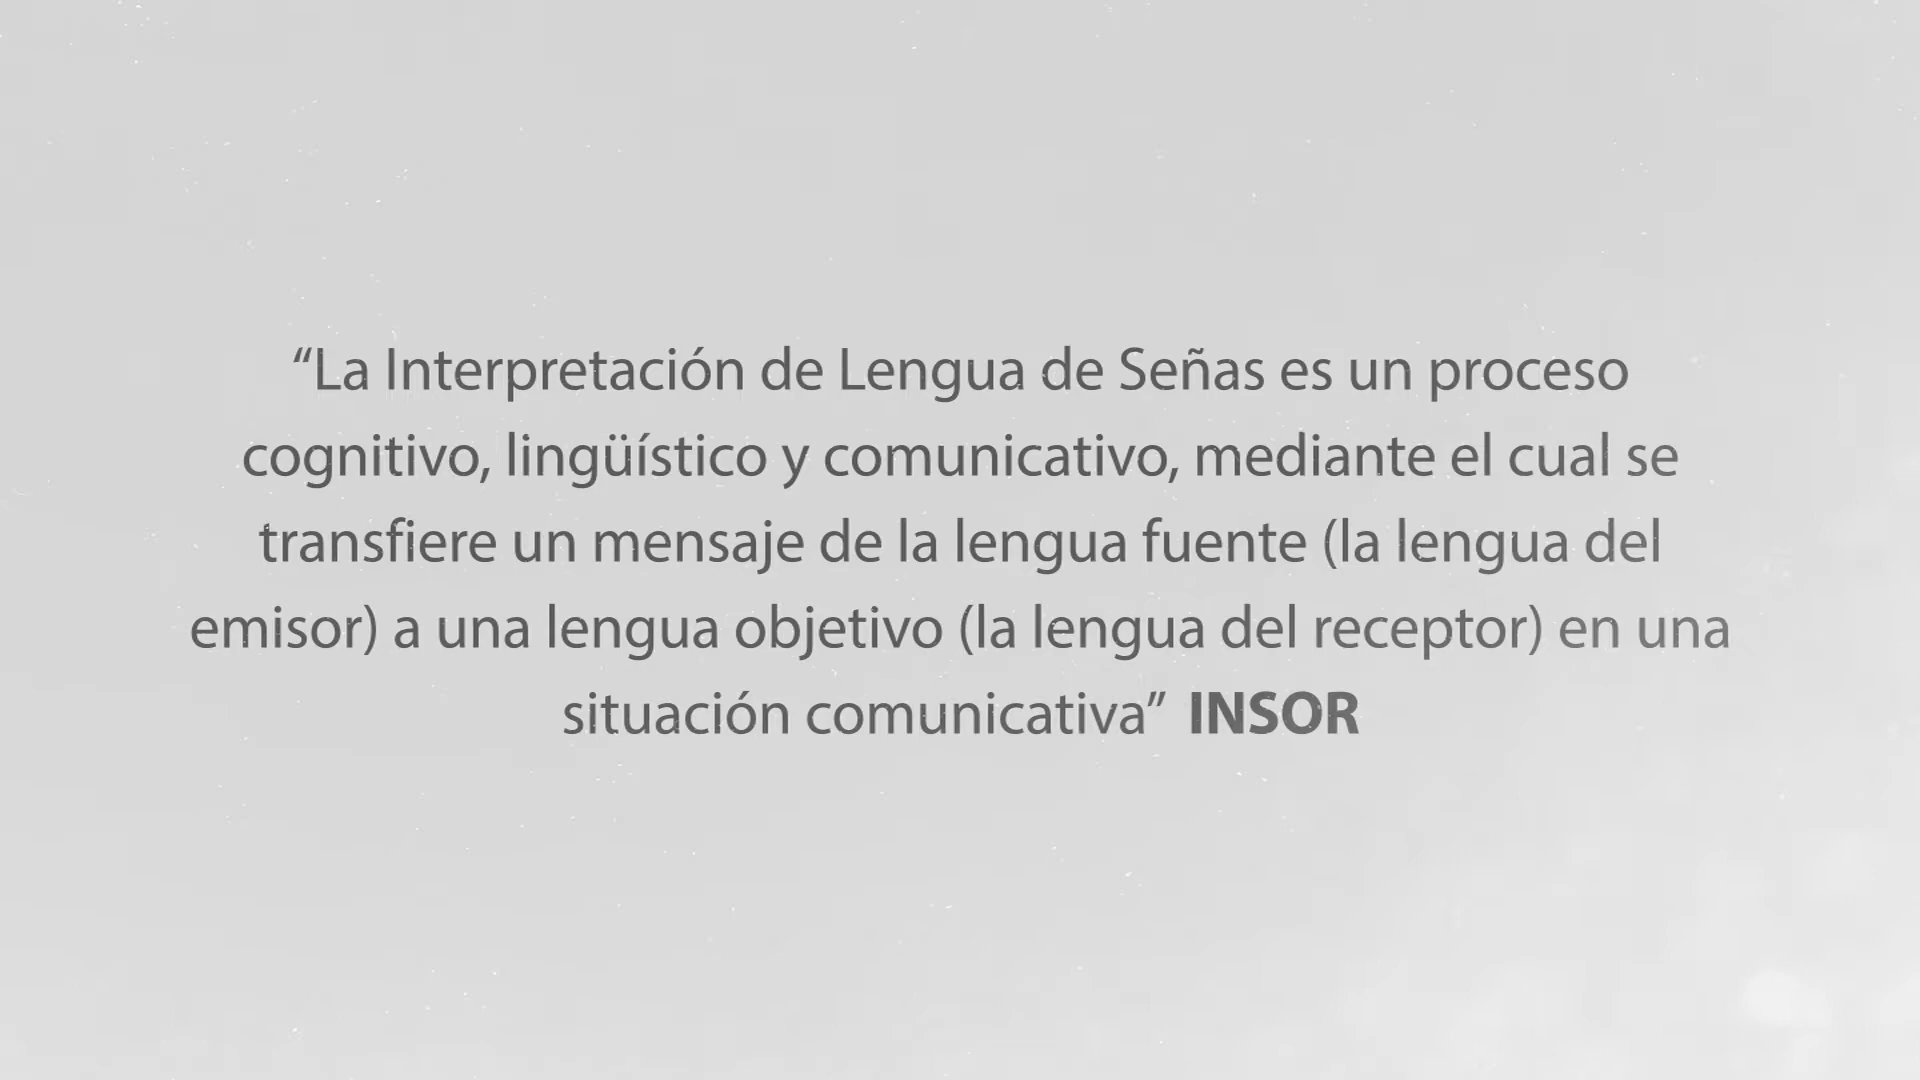 “La Interpretación de Lengua de Señas es un proceso
cognitivo, lingüístico y comunicativo, mediante el cual se
transfiere un mensaje de la lengua fuente (la lengua del
emisor) a una lengua objetivo (la lengua del receptor) en una
situación comunicativa” INSOR